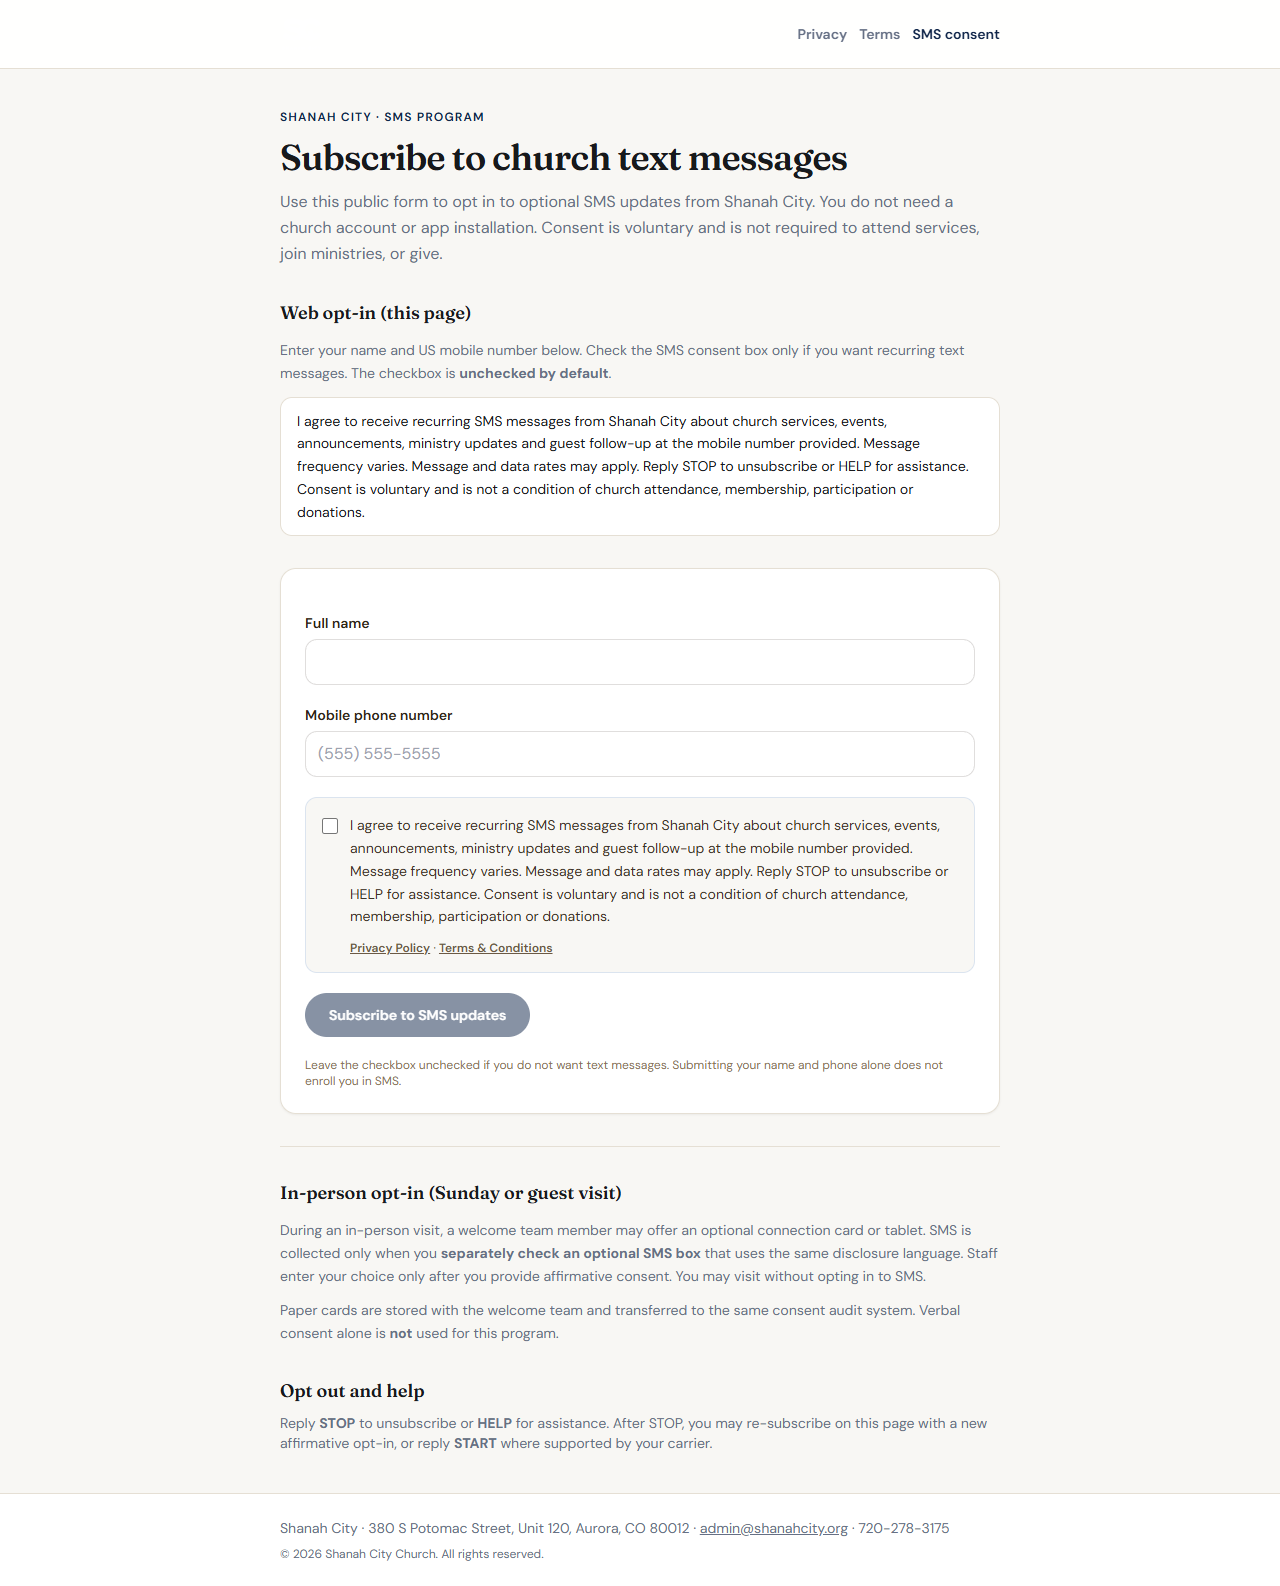 Privacy Terms SMS consent
SHANAH CITY · SMS PROGRAM
Subscribe to church text messages
Use this public form to opt in to optional SMS updates from Shanah City. You do not need a
church account or app installation. Consent is voluntary and is not required to attend services,
join ministries, or give.
Web opt-in (this page)
Enter your name and US mobile number below. Check the SMS consent box only if you want recurring text
messages. The checkbox is unchecked by default.
I agree to receive recurring SMS messages from Shanah City about church services, events,
announcements, ministry updates and guest follow-up at the mobile number provided. Message
frequency varies. Message and data rates may apply. Reply STOP to unsubscribe or HELP for assistance.
Consent is voluntary and is not a condition of church attendance, membership, participation or
donations.
Full name
Mobile phone number
(555) 555-5555
I agree to receive recurring SMS messages from Shanah City about church services, events,
announcements, ministry updates and guest follow-up at the mobile number provided.
Message frequency varies. Message and data rates may apply. Reply STOP to unsubscribe or
HELP for assistance. Consent is voluntary and is not a condition of church attendance,
membership, participation or donations.
Privacy Policy · Terms & Conditions
Subscribe to SMS updates
Leave the checkbox unchecked if you do not want text messages. Submitting your name and phone alone does not
enroll you in SMS.
In-person opt-in (Sunday or guest visit)
During an in-person visit, a welcome team member may offer an optional connection card or tablet. SMS is
collected only when you separately check an optional SMS box that uses the same disclosure language. Staff
enter your choice only after you provide affirmative consent. You may visit without opting in to SMS.
Paper cards are stored with the welcome team and transferred to the same consent audit system. Verbal
consent alone is not used for this program.
Opt out and help
Reply STOP to unsubscribe or HELP for assistance. After STOP, you may re-subscribe on this page with a new
affirmative opt-in, or reply START where supported by your carrier.
Shanah City · 380 S Potomac Street, Unit 120, Aurora, CO 80012 · admin@shanahcity.org · 720-278-3175
© 2026 Shanah City Church. All rights reserved.